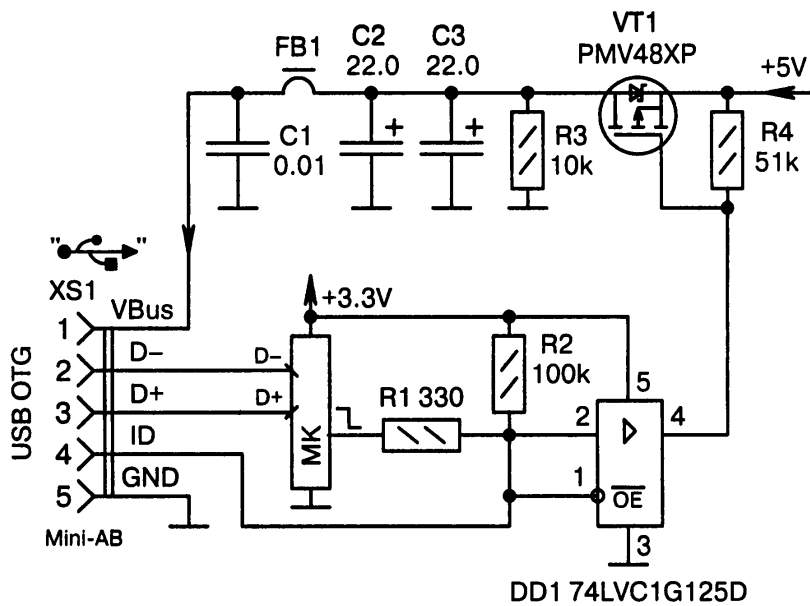 VT1
PMV48XP
FB1
C2
22.0
C3
22.0
+5V
C1
0.01
+
+
R3
10k
R4
51k
" "
XS1
USB OTG
1 VBus
2 D–
3 D+
4 ID
5 GND
Mini-AB
+3.3V
D–
D+
MK
R1 330
R2
100k
5
2
4
1
OE
3
DD1 74LVC1G125D